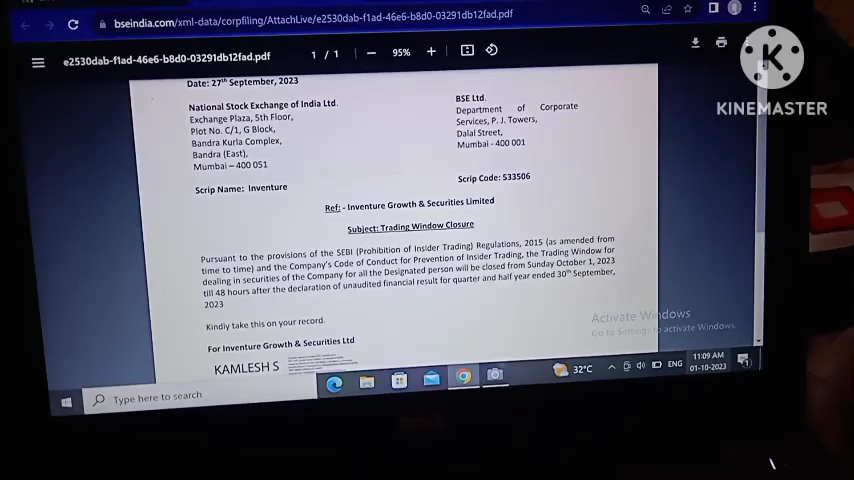 bseindia.com/xml-data/corpfiling/AttachLive/e2530dab-f1ad-46e6-b8d0-03291db12fad.pdf
e2530dab-f1ad-46e6-b8d0-03291db12fad.pdf
1 / 1
95%
K
KINEMASTER
Date: 27th September, 2023
National Stock Exchange of India Ltd.
Exchange Plaza, 5th Floor,
Plot No. C/1, G Block,
Bandra Kurla Complex,
Bandra (East),
Mumbai – 400 051
BSE Ltd.
Department of Corporate
Services, P. J. Towers,
Dalal Street,
Mumbai - 400 001
Scrip Name: Inventure
Scrip Code: 533506
Ref: - Inventure Growth & Securities Limited
Subject: Trading Window Closure
Pursuant to the provisions of the SEBI (Prohibition of Insider Trading) Regulations, 2015 (as amended from
time to time) and the Company's Code of Conduct for Prevention of Insider Trading, the Trading Window for
dealing in securities of the Company for all the Designated person will be closed from Sunday October 1, 2023
till 48 hours after the declaration of unaudited financial result for quarter and half year ended 30th September,
2023
Kindly take this on your record.
For Inventure Growth & Securities Ltd
KAMLESH S
Activate Windows
Go to Settings to activate Windows.
Type here to search
32°C
ENG
11:09 AM
01-10-2023